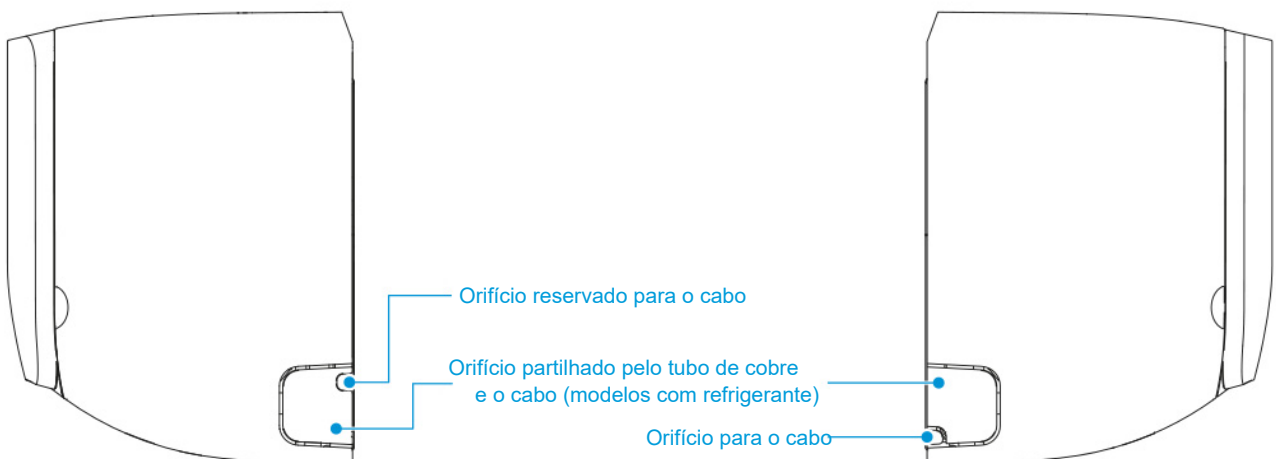 Orifício reservado para o cabo
Orifício partilhado pelo tubo de cobre
e o cabo (modelos com refrigerante)
Orifício para o cabo